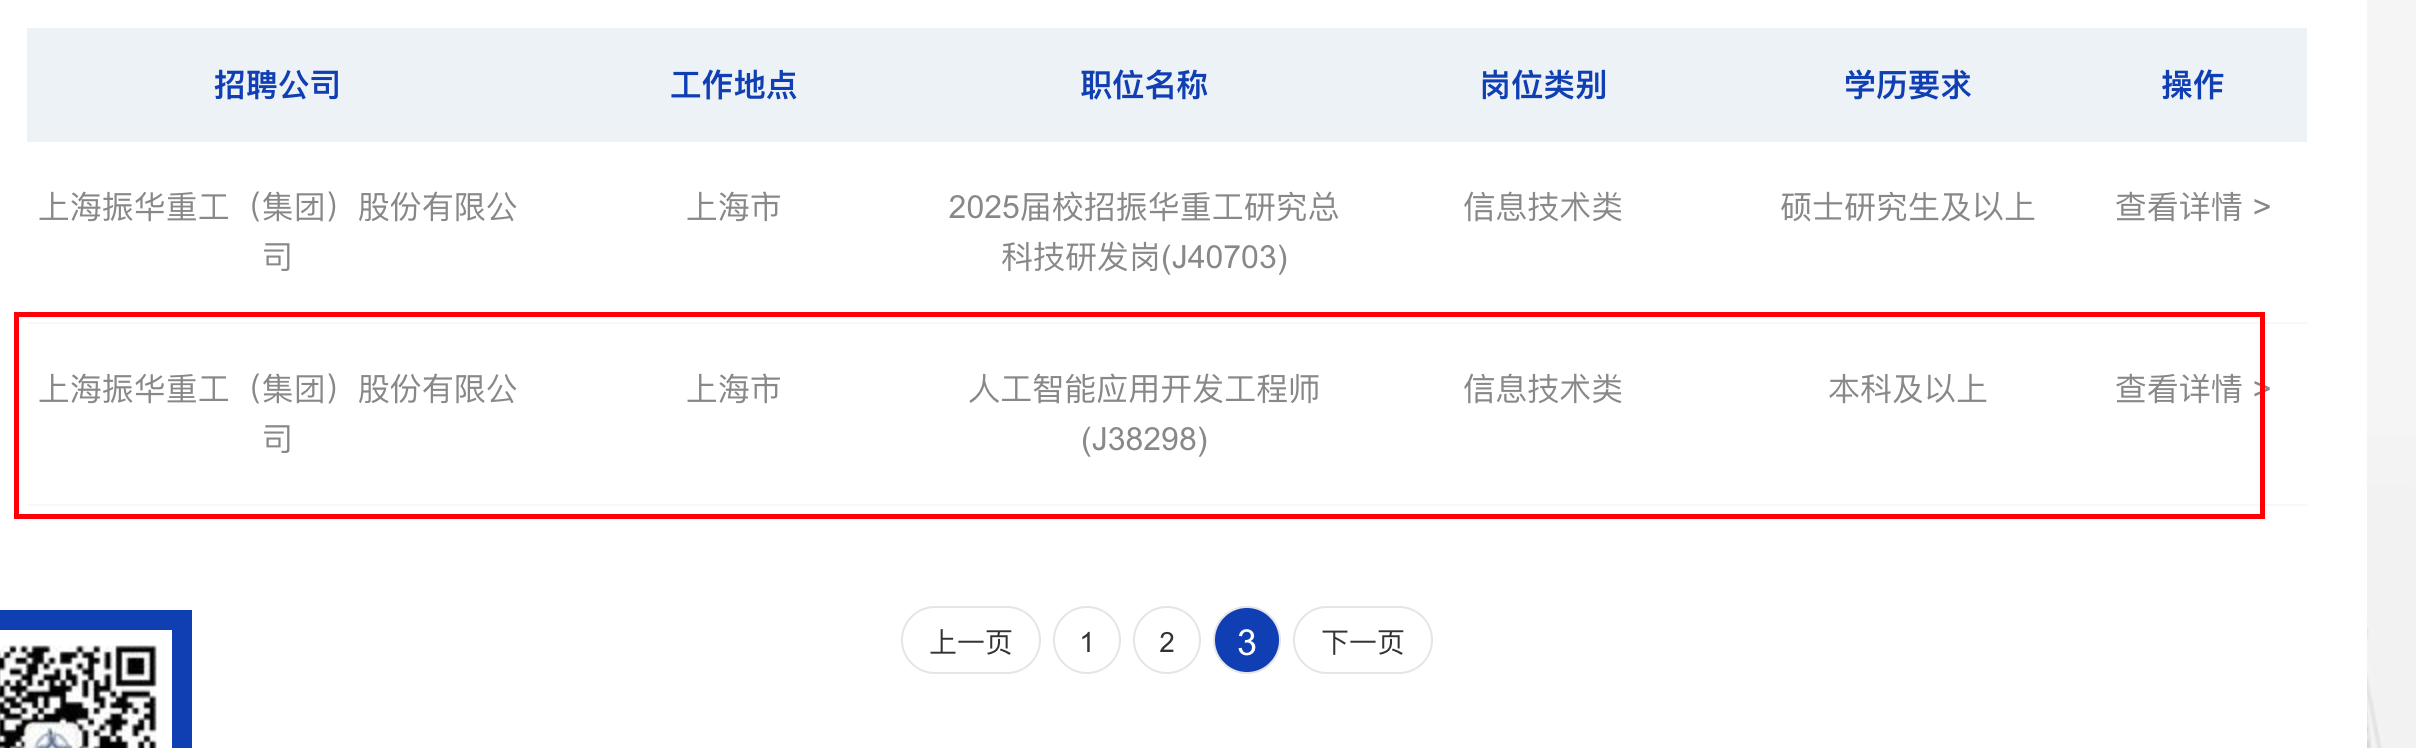 招聘公司 工作地点 职位名称 岗位类别 学历要求 操作
上海振华重工（集团）股份有限公 上海市 2025届校招振华重工研究总 信息技术类 硕士研究生及以上 查看详情 >
司 科技研发岗(J40703)
上海振华重工（集团）股份有限公 上海市 人工智能应用开发工程师 信息技术类 本科及以上 查看详情 >
司 (J38298)
上一页 1 2 3 下一页